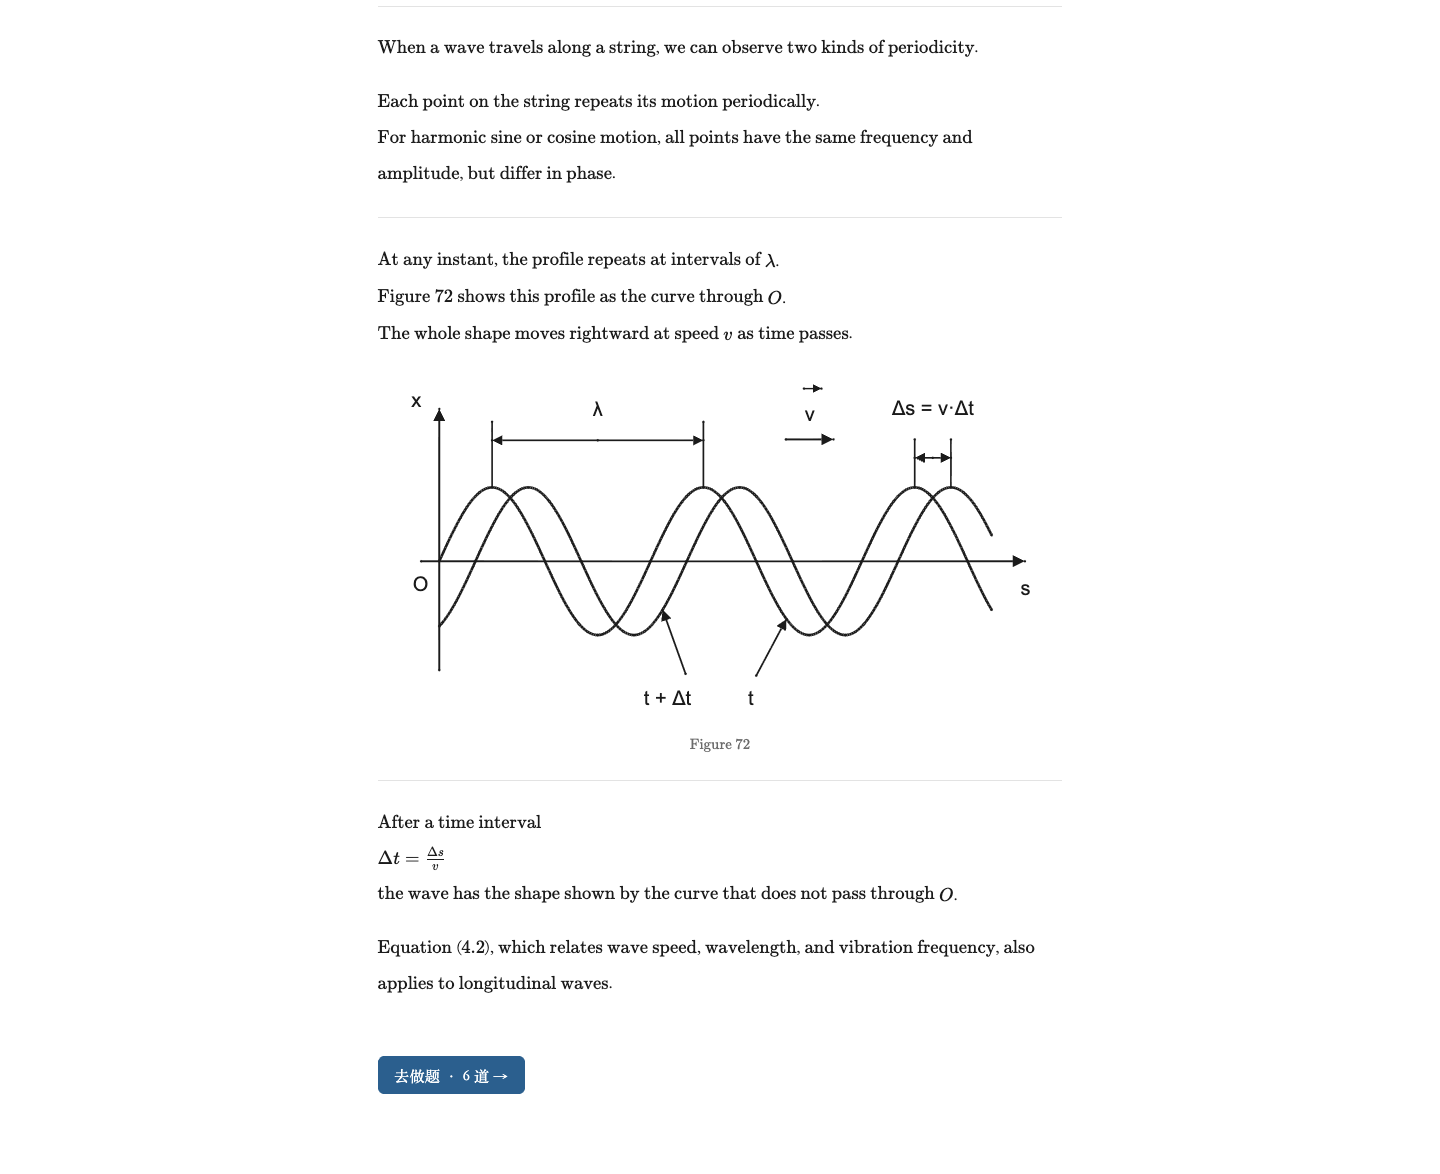 When a wave travels along a string, we can observe two kinds of periodicity.
Each point on the string repeats its motion periodically.
For harmonic sine or cosine motion, all points have the same frequency and
amplitude, but differ in phase.
At any instant, the profile repeats at intervals of λ.
Figure 72 shows this profile as the curve through O.
The whole shape moves rightward at speed v as time passes.
x
λ
v
Δs = v·Δt
O
s
t + Δt
t
Figure 72
After a time interval
Δt = Δs/v
the wave has the shape shown by the curve that does not pass through O.
Equation (4.2), which relates wave speed, wavelength, and vibration frequency, also
applies to longitudinal waves.
去做题 · 6 道 →